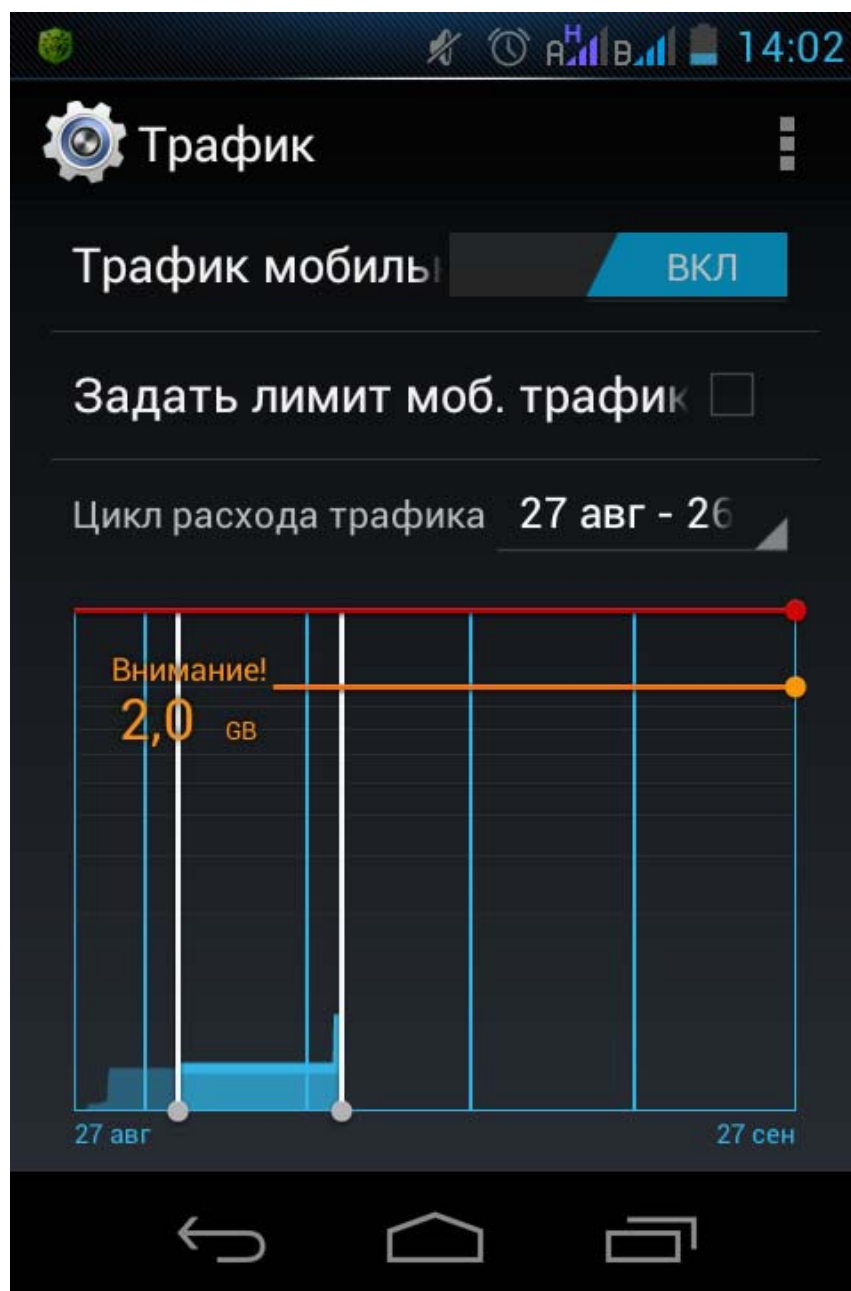 A H B 14:02
Трафик
Трафик мобиль
ВКЛ
Задать лимит моб. трафик
Цикл расхода трафика 27 авг - 26
Внимание!
2,0 GB
27 авг 27 сен